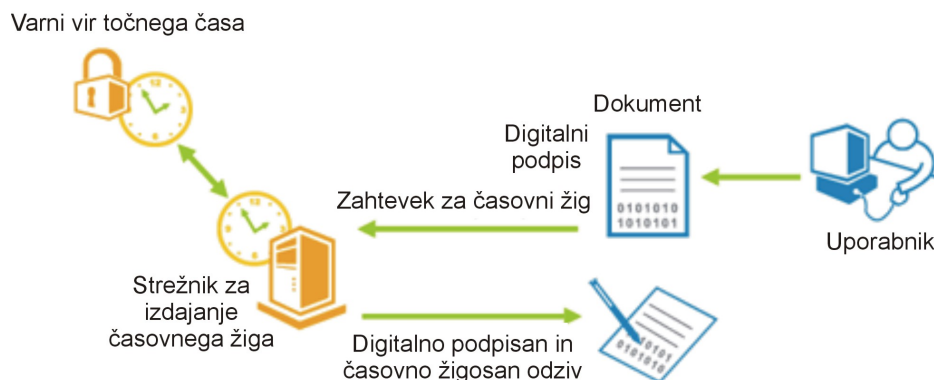 Varni vir točnega časa
Dokument
Digitalni
podpis
0101010
1010101
Zahtevek za časovni žig
Uporabnik
Strežnik za
izdajanje
časovnega žiga
Digitalno podpisan in
časovno žigosan odziv